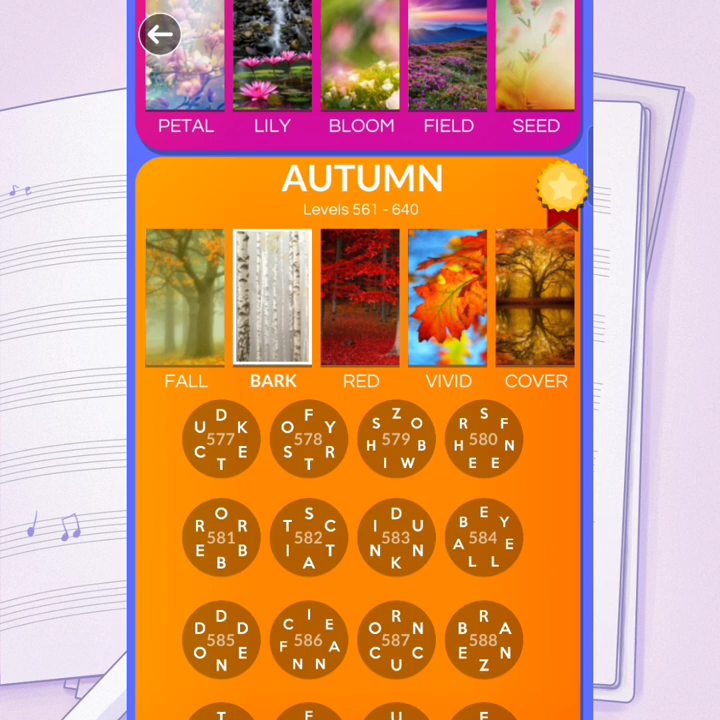 PETAL LILY BLOOM FIELD SEED
AUTUMN
Levels 561 - 640
FALL BARK RED VIVID COVER
577 D K E T C U
578 F Y R T S O
579 Z O B W I H S
580 S F N E E H R
581 O R B B E R
582 S C T A I T
583 D U N K N I
584 E Y E L L A B
585 D D E N O D
586 I E A N N F C
587 R N C U C O
588 R A N Z E B
T E U E